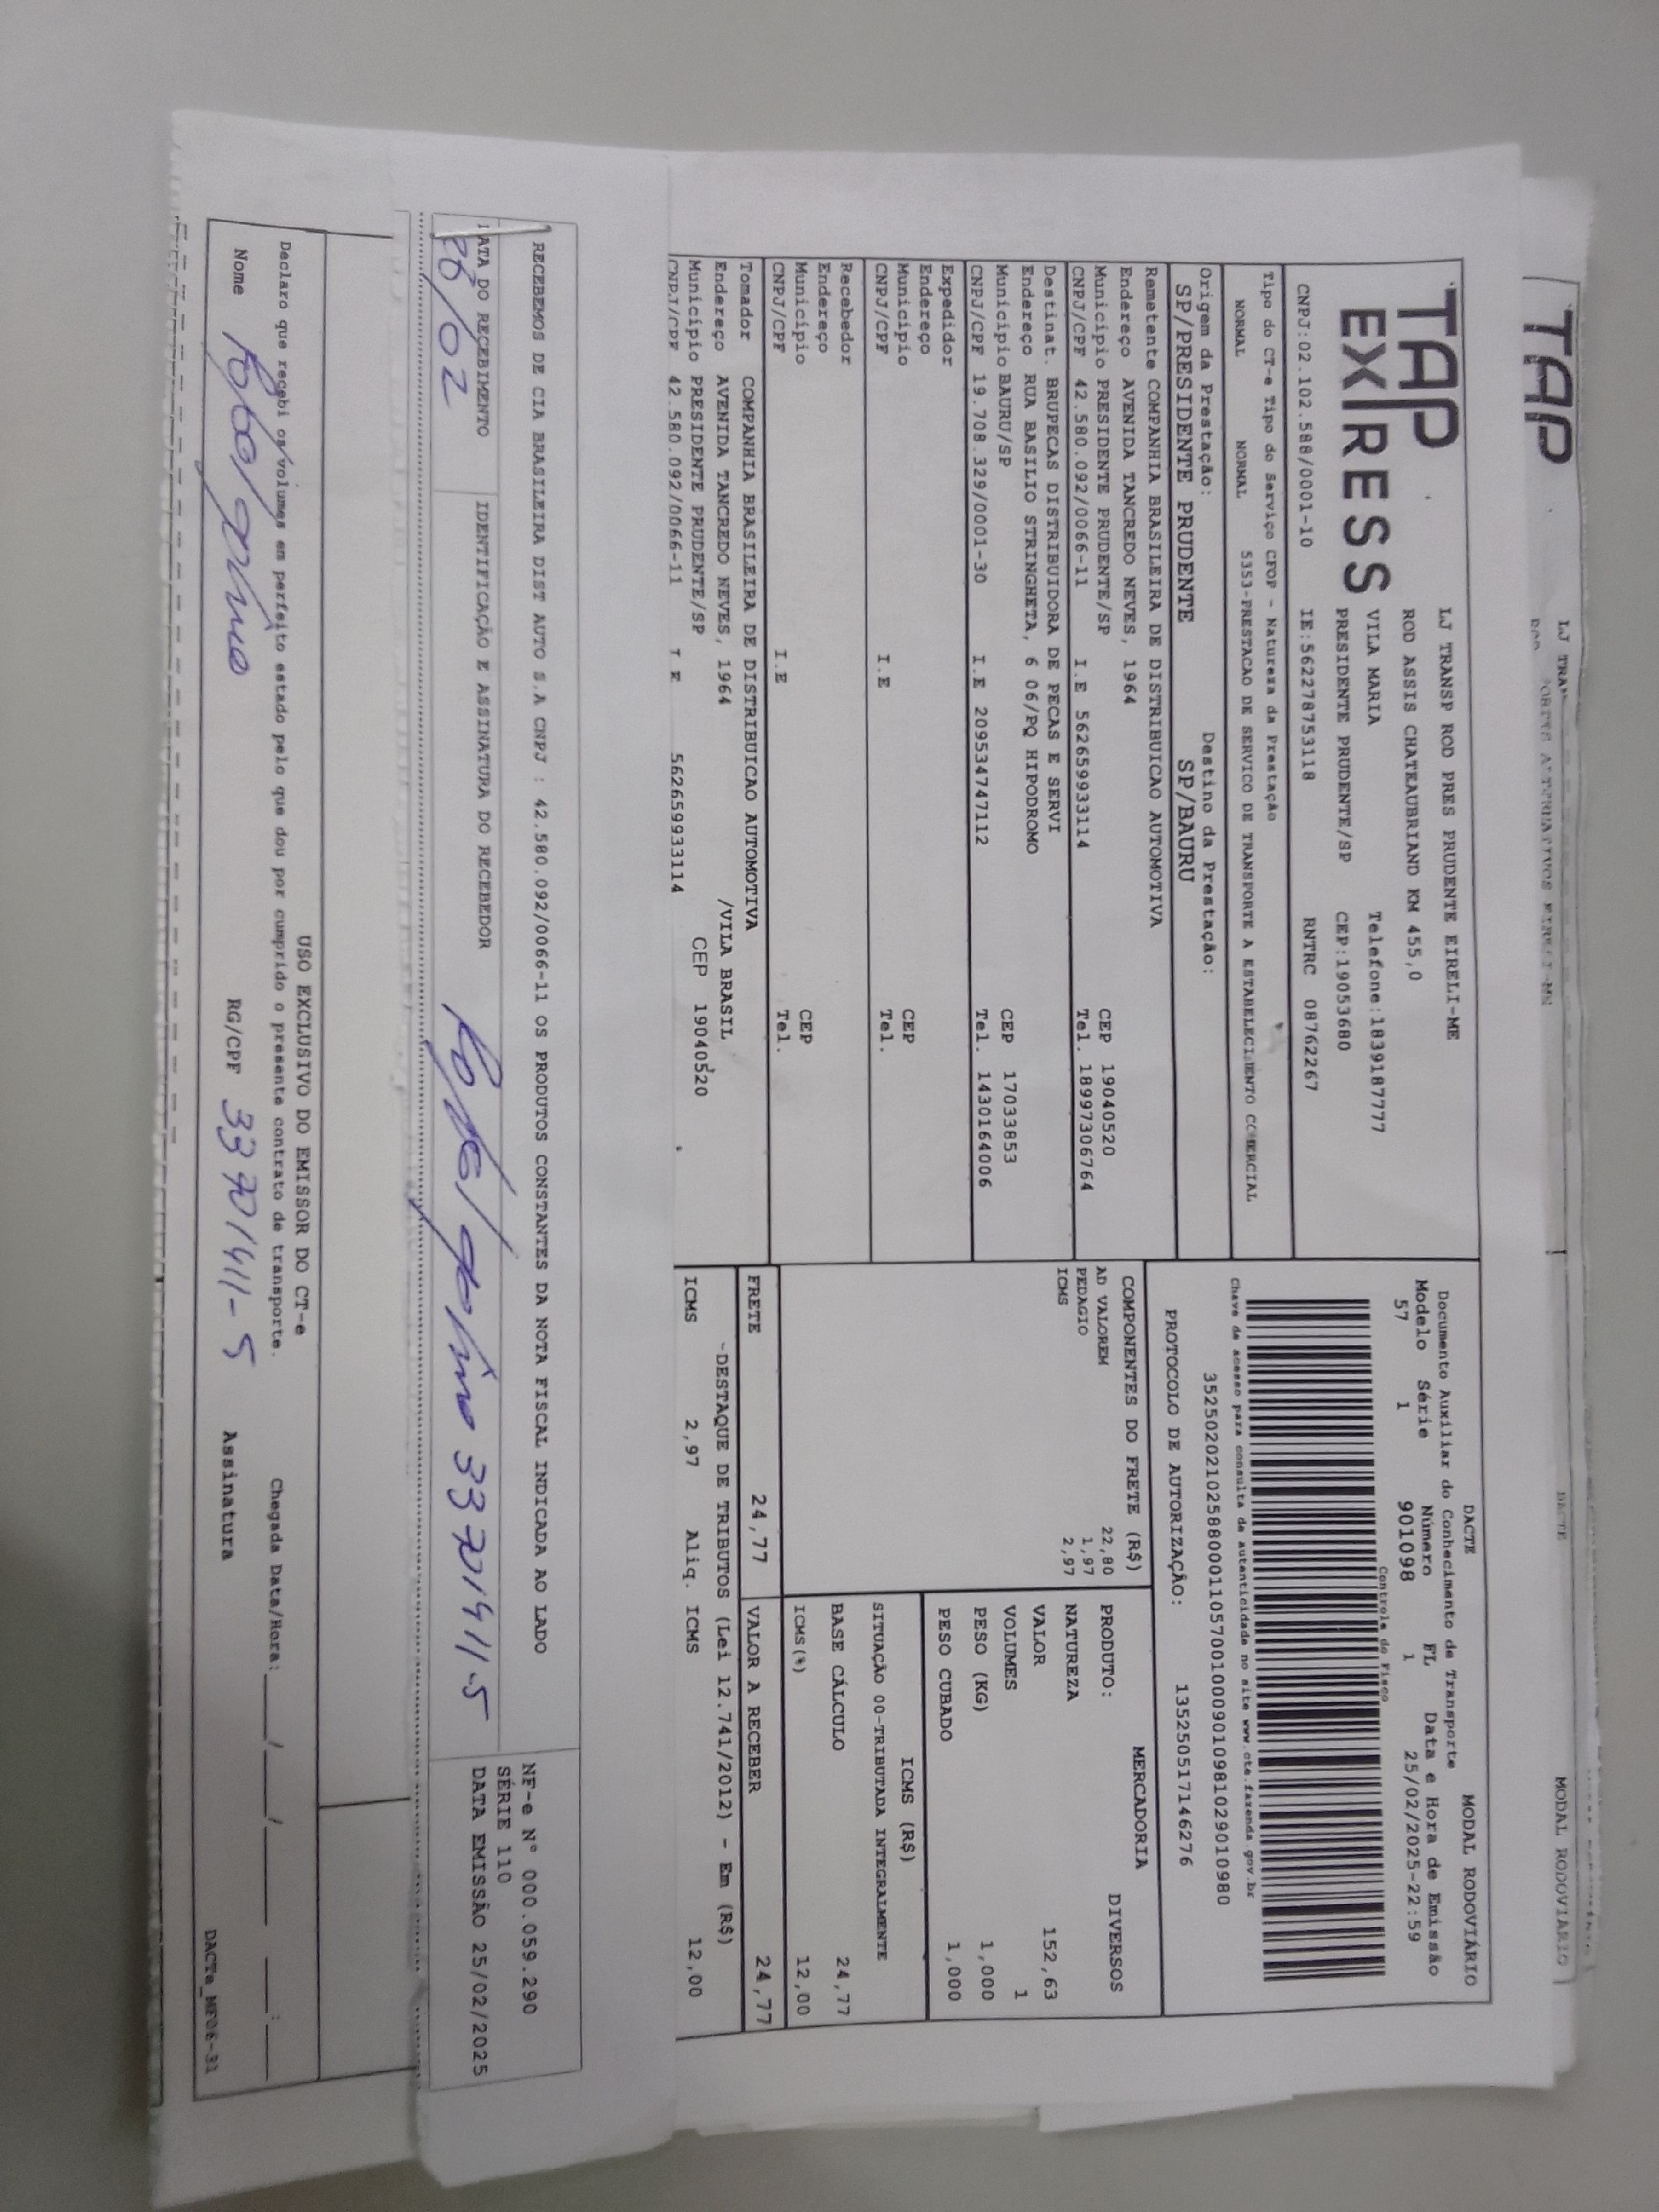 TAP
LJ TRAN
DACTE
MODAL RODOVIARIO
TAP
EXPRESS
LJ TRANSP ROD PRES PRUDENTE EIRELI-ME
ROD ASSIS CHATEAUBRIAND KM 455,0
VILA MARIA Telefone:1839187777
PRESIDENTE PRUDENTE/SP CEP:19053680
CNPJ:02.102.588/0001-10 IE:562278753118 RNTRC 08762267
DACTE MODAL RODOVIÁRIO
Documento Auxiliar do Conhecimento de Transporte
Modelo Série Número FL Data e Hora de Emissão
57 1 901098 1 25/02/2025-22:59
Controle do Fisco
Chave de acesso para consulta de autenticidade no site www.cte.fazenda.gov.br
35250202102588000110570010009010981029010980
PROTOCOLO DE AUTORIZAÇÃO: 135250517146276
Tipo do CT-e Tipo do Serviço CFOP - Natureza da Prestação
NORMAL NORMAL 5353-PRESTACAO DE SERVICO DE TRANSPORTE A ESTABELECIMENTO COMERCIAL
Origem da Prestação: Destino da Prestação:
SP/PRESIDENTE PRUDENTE SP/BAURU
Remetente COMPANHIA BRASILEIRA DE DISTRIBUICAO AUTOMOTIVA
Endereço AVENIDA TANCREDO NEVES, 1964
Município PRESIDENTE PRUDENTE/SP CEP 19040520
CNPJ/CPF 42.580.092/0066-11 I.E 562659933114 Tel. 18997306764
Destinat. BRUPECAS DISTRIBUIDORA DE PECAS E SERVI
Endereço RUA BASILIO STRINGHETA, 6 06/PQ HIPODROMO
Município BAURU/SP CEP 17033853
CNPJ/CPF 19.708.329/0001-30 I.E 209534747112 Tel. 1430164006
Expedidor
Endereço
Município CEP
CNPJ/CPF I.E Tel.
Recebedor
Endereço
Município CEP
CNPJ/CPF I.E Tel.
Tomador COMPANHIA BRASILEIRA DE DISTRIBUICAO AUTOMOTIVA
Endereço AVENIDA TANCREDO NEVES, 1964 /VILA BRASIL
Município PRESIDENTE PRUDENTE/SP CEP 19040520
CNPJ/CPF 42.580.092/0066-11 I E 562659933114
COMPONENTES DO FRETE (R$)
AD VALOREM 22,80
PEDAGIO 1,97
ICMS 2,97
MERCADORIA
PRODUTO: DIVERSOS
NATUREZA
VALOR 152,63
VOLUMES 1
PESO (KG) 1,000
PESO CUBADO 1,000
ICMS (R$)
SITUAÇÃO 00-TRIBUTADA INTEGRALMENTE
BASE CÁLCULO 24,77
ICMS(%) 12,00
FRETE 24,77 VALOR A RECEBER 24,77
DESTAQUE DE TRIBUTOS (Lei 12.741/2012) - Em (R$)
ICMS 2,97 Aliq. ICMS 12,00
RECEBEMOS DE CIA BRASILEIRA DIST AUTO S.A CNPJ : 42.580.092/0066-11 OS PRODUTOS CONSTANTES DA NOTA FISCAL INDICADA AO LADO
NF-e N° 000.059.290
SÉRIE 110
DATA EMISSÃO 25/02/2025
DATA DO RECEBIMENTO IDENTIFICAÇÃO E ASSINATURA DO RECEBEDOR
/02 33701411-5
USO EXCLUSIVO DO EMISSOR DO CT-e
Declaro que recebi os volumes em perfeito estado pelo que dou por cumprido o presente contrato de transporte. Chegada Data/Hora:____/____/____ ___:___
Nome RG/CPF 33701411-5 Assinatura
DACTe_MF06-31